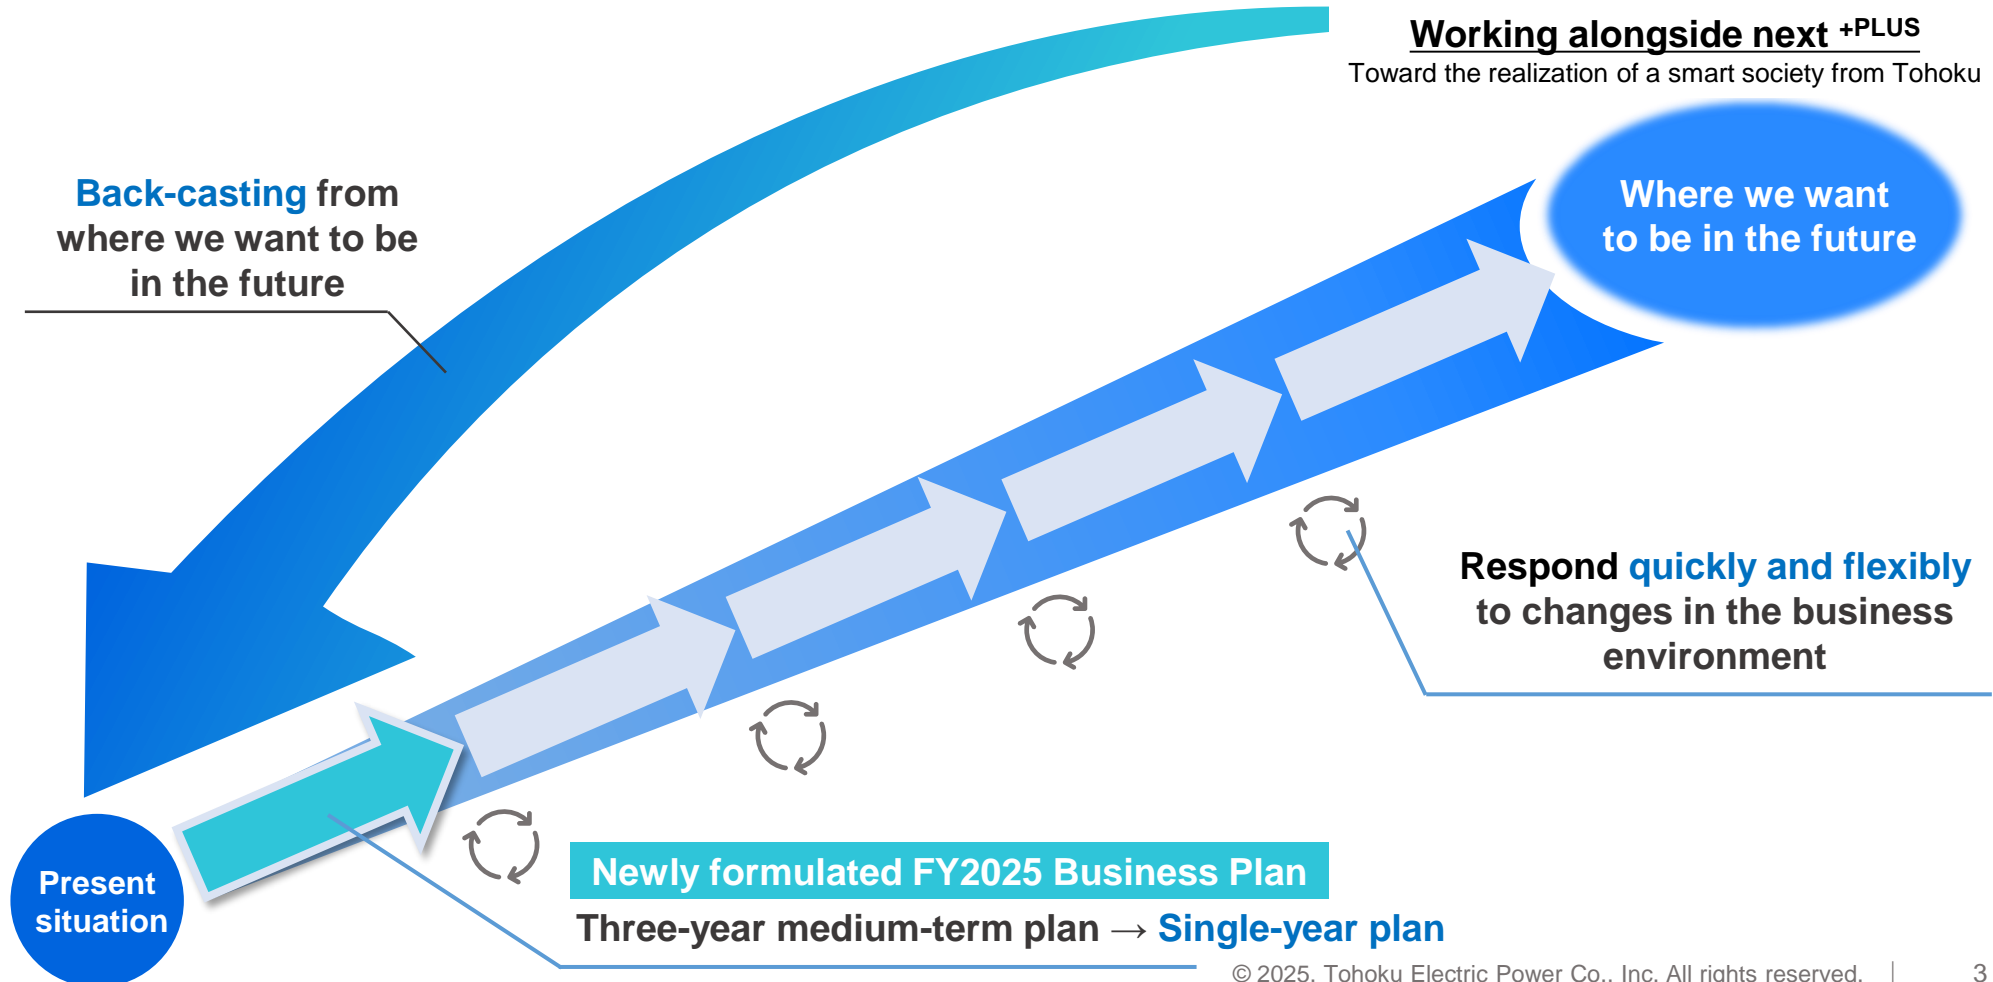 Working alongside next +PLUS
Toward the realization of a smart society from Tohoku
Back-casting from
where we want to be
in the future
Where we want
to be in the future
Respond quickly and flexibly
to changes in the business
environment
Present
situation
Newly formulated FY2025 Business Plan
Three-year medium-term plan → Single-year plan
© 2025. Tohoku Electric Power Co., Inc. All rights reserved. | 3